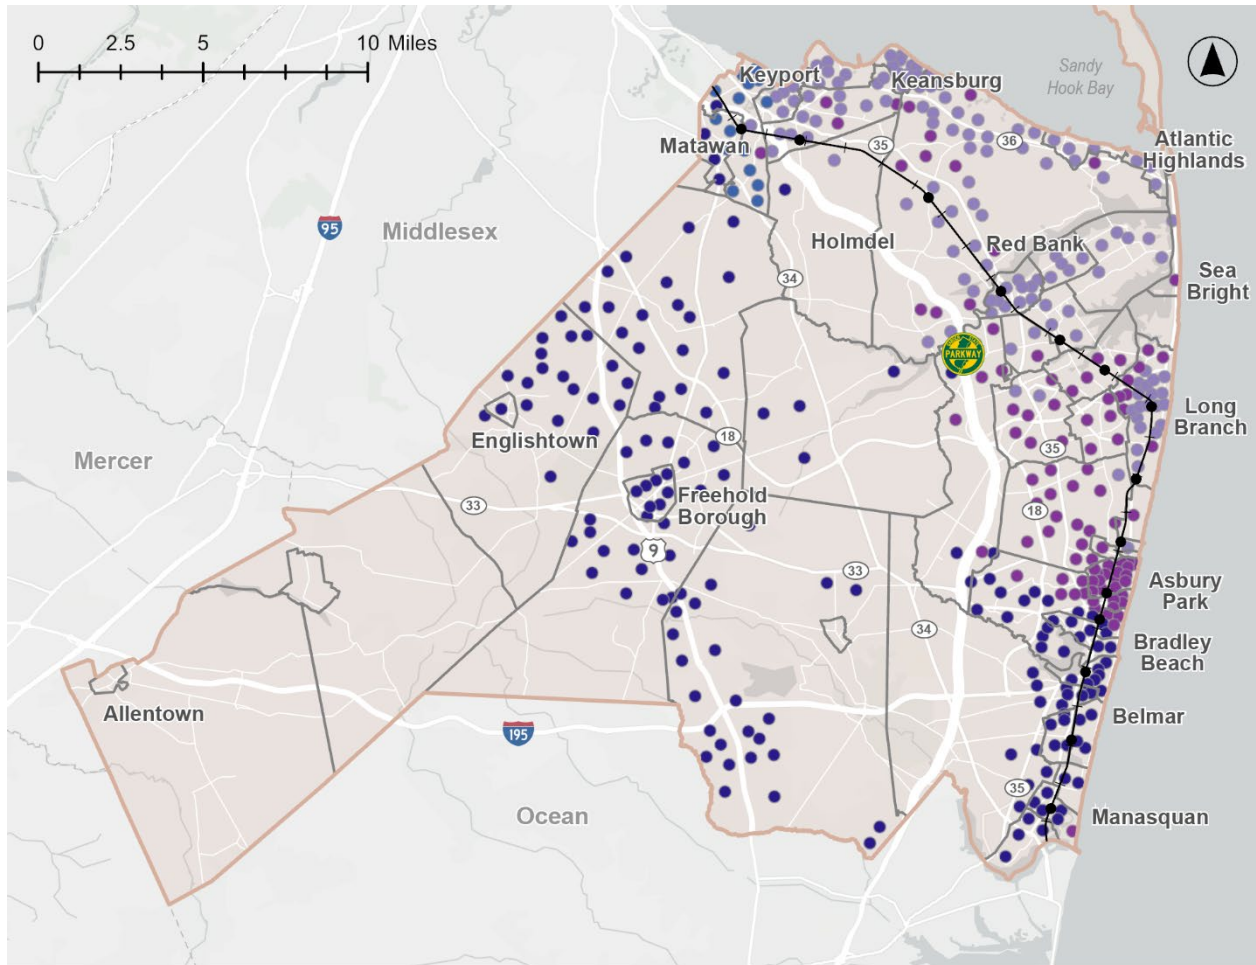 0 2.5 5 10 Miles
Keyport
Keansburg
Sandy
Hook Bay
Matawan
35
36
Atlantic
Highlands
95
Middlesex
Holmdel
Red Bank
34
Sea
Bright
PARKWAY
Englishtown
18
Long
Branch
35
Mercer
33
Freehold
Borough
18
9
33
Asbury
Park
34
Bradley
Beach
Allentown
195
Belmar
35
Ocean
Manasquan